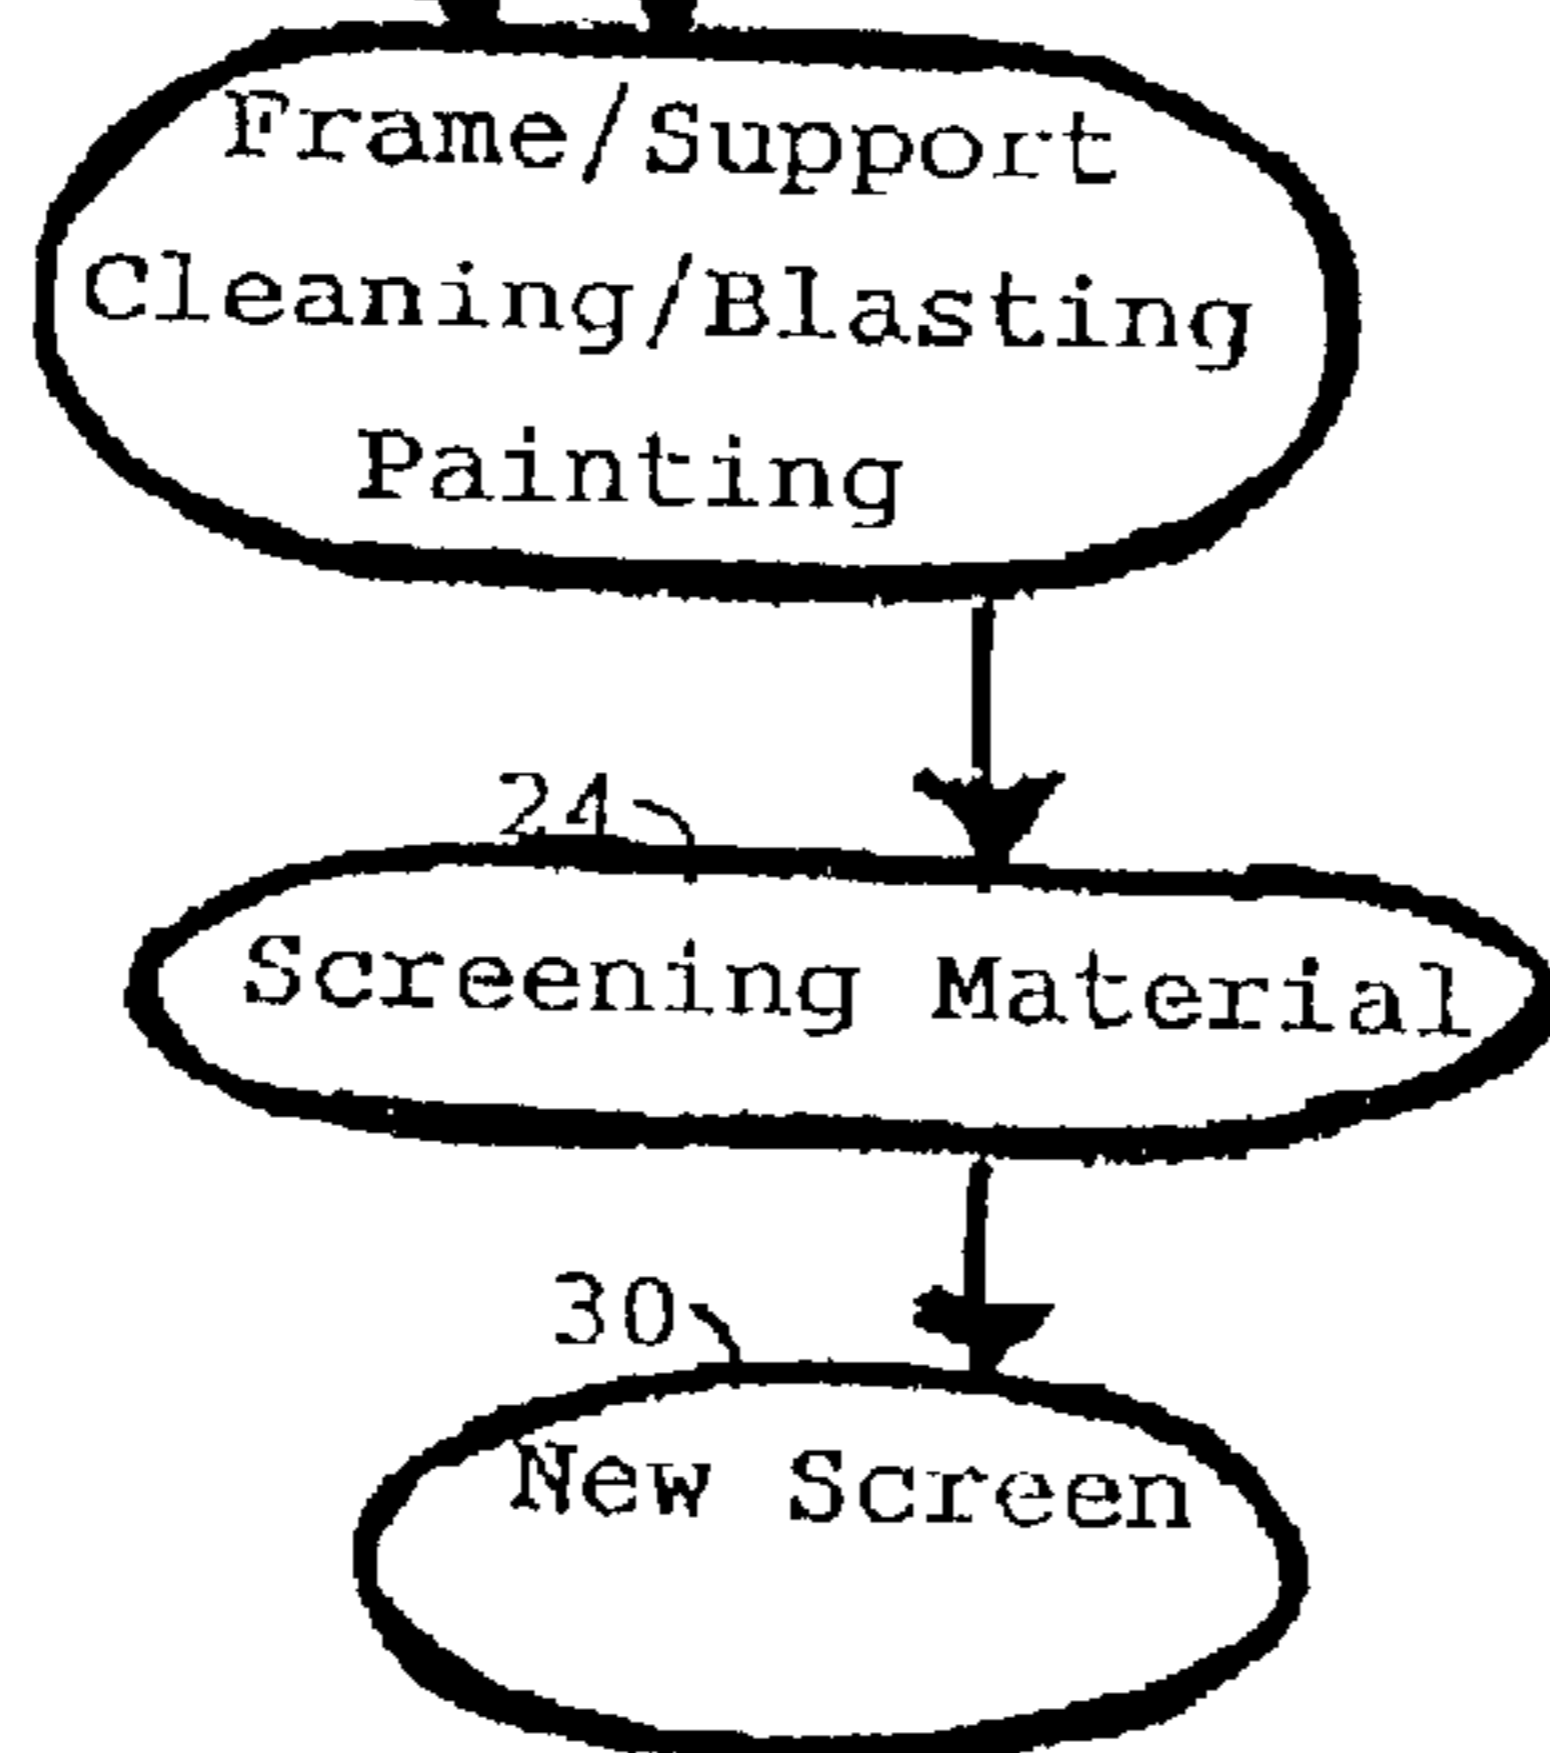 Frame/Support
Cleaning/Blasting
Painting
24
Screening Material
30
New Screen